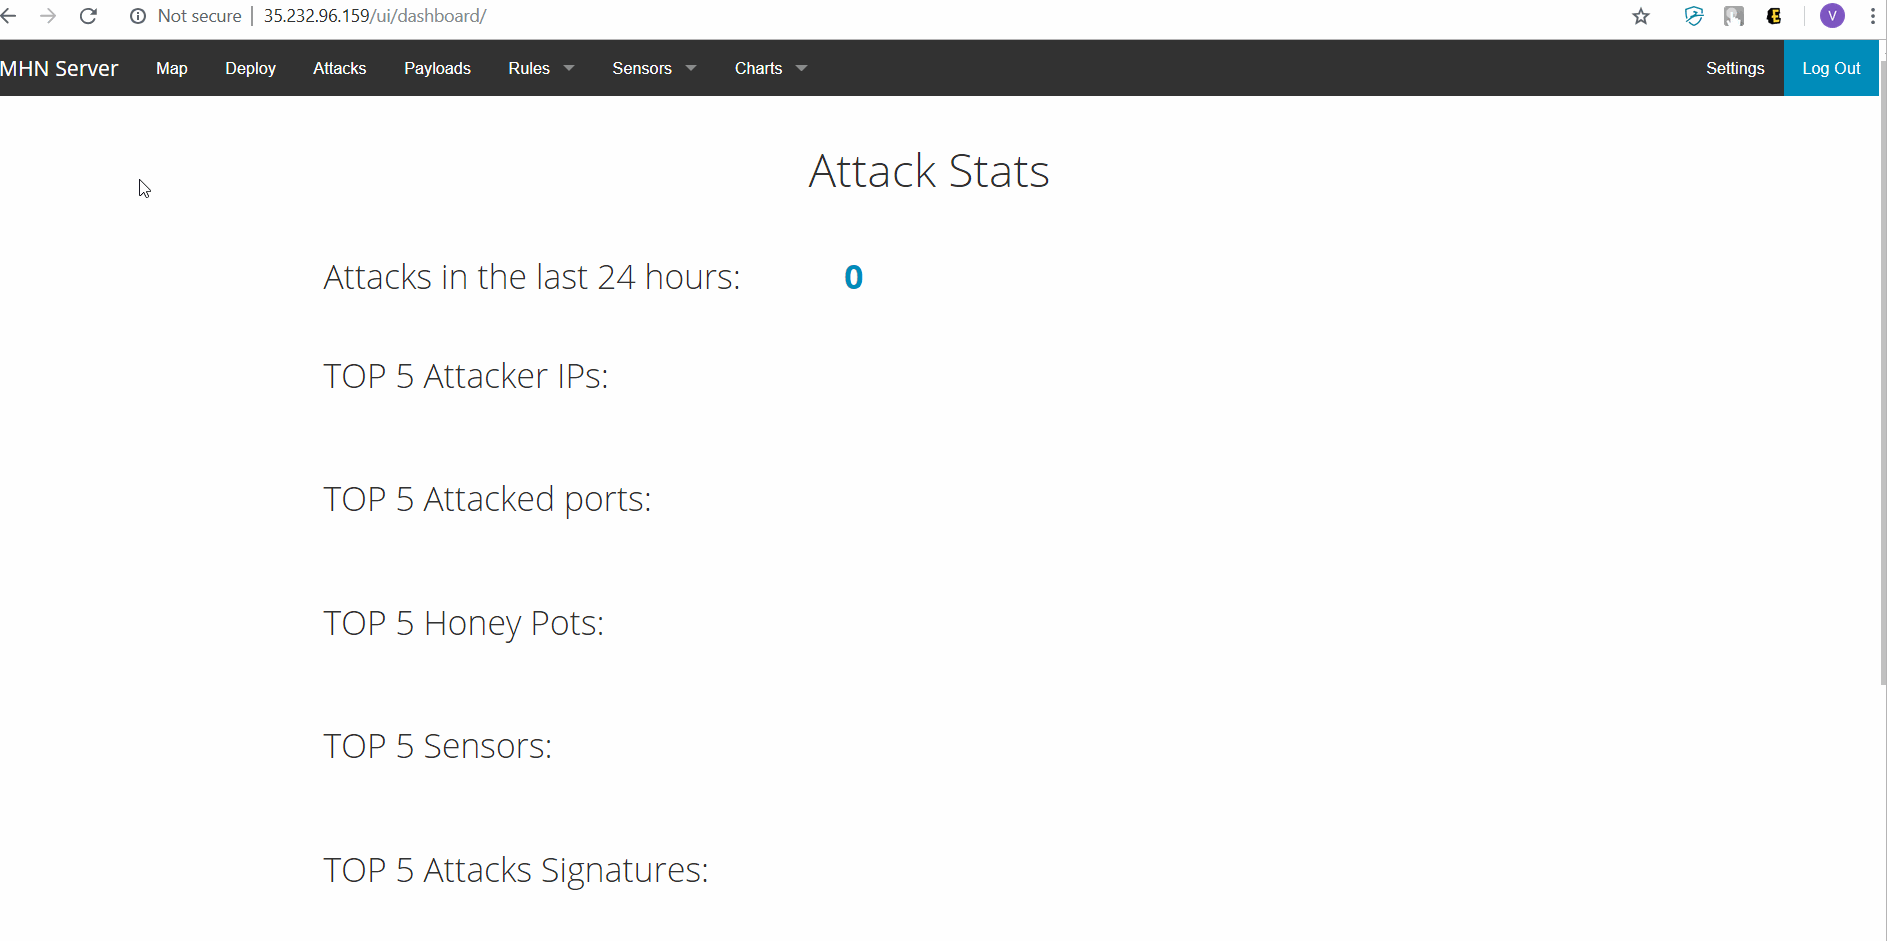 Not secure | 35.232.96.159/ui/dashboard/
V
MHN Server Map Deploy Attacks Payloads Rules Sensors Charts Settings Log Out
Attack Stats
Attacks in the last 24 hours: 0
TOP 5 Attacker IPs:
TOP 5 Attacked ports:
TOP 5 Honey Pots:
TOP 5 Sensors:
TOP 5 Attacks Signatures: